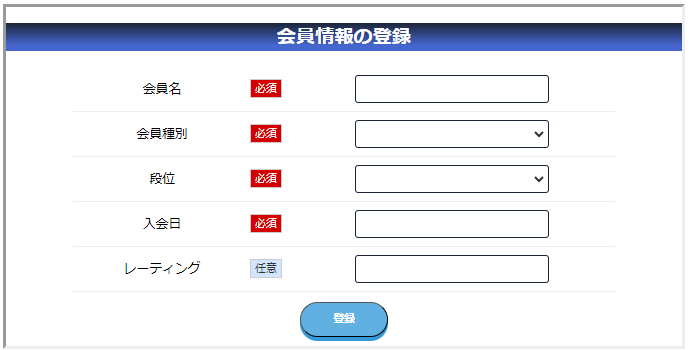 会員情報の登録
会員名 必須
会員種別 必須
段位 必須
入会日 必須
レーティング 任意
登録